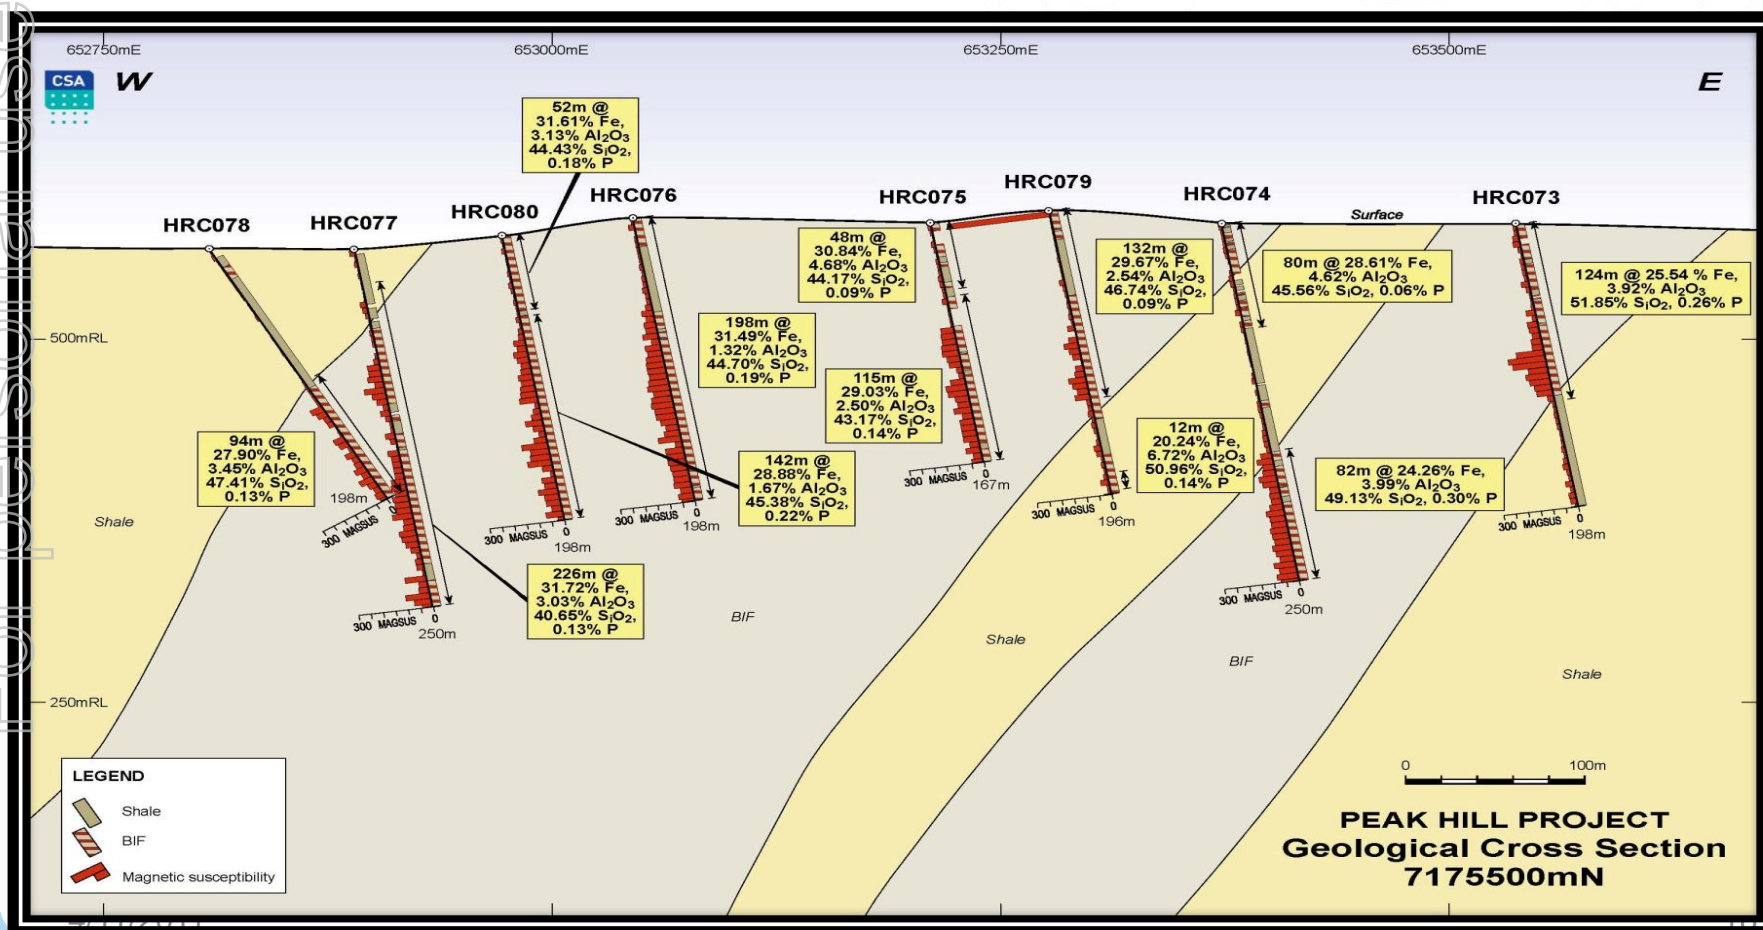 652750mE
653000mE
653250mE
653500mE
CSA
W
E
52m @
31.61% Fe,
3.13% Al₂O₃
44.43% SᵢO₂,
0.18% P
HRC078
HRC077
HRC080
HRC076
HRC075
HRC079
HRC074
HRC073
Surface
48m @
30.84% Fe,
4.68% Al₂O₃
44.17% SᵢO₂,
0.09% P
132m @
29.67% Fe,
2.54% Al₂O₃
46.74% SᵢO₂,
0.09% P
80m @ 28.61% Fe,
4.62% Al₂O₃
45.56% SᵢO₂, 0.06% P
124m @ 25.54 % Fe,
3.92% Al₂O₃
51.85% SᵢO₂, 0.26% P
500mRL
198m @
31.49% Fe,
1.32% Al₂O₃
44.70% SᵢO₂,
0.19% P
115m @
29.03% Fe,
2.50% Al₂O₃
43.17% SᵢO₂,
0.14% P
94m @
27.90% Fe,
3.45% Al₂O₃
47.41% SᵢO₂,
0.13% P
142m @
28.88% Fe,
1.67% Al₂O₃
45.38% SᵢO₂,
0.22% P
12m @
20.24% Fe,
6.72% Al₂O₃
50.96% SᵢO₂,
0.14% P
82m @ 24.26% Fe,
3.99% Al₂O₃
49.13% SᵢO₂, 0.30% P
226m @
31.72% Fe,
3.03% Al₂O₃
40.65% SᵢO₂,
0.13% P
300 MAGSUS 0
198m
300 MAGSUS 0
250m
300 MAGSUS 0
198m
300 MAGSUS 0
198m
300 MAGSUS 0
167m
300 MAGSUS 0
196m
300 MAGSUS 0
250m
300 MAGSUS 0
198m
Shale
BIF
Shale
BIF
Shale
250mRL
LEGEND
Shale
BIF
Magnetic susceptibility
0 100m
PEAK HILL PROJECT
Geological Cross Section
7175500mN